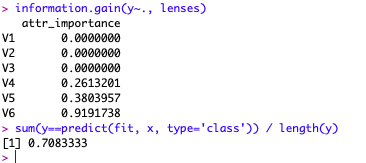 > information.gain(y~., lenses)
attr_importance
V1 0.0000000
V2 0.0000000
V3 0.0000000
V4 0.2613201
V5 0.3803957
V6 0.9191738
> sum(y==predict(fit, x, type='class')) / length(y)
[1] 0.7083333
>